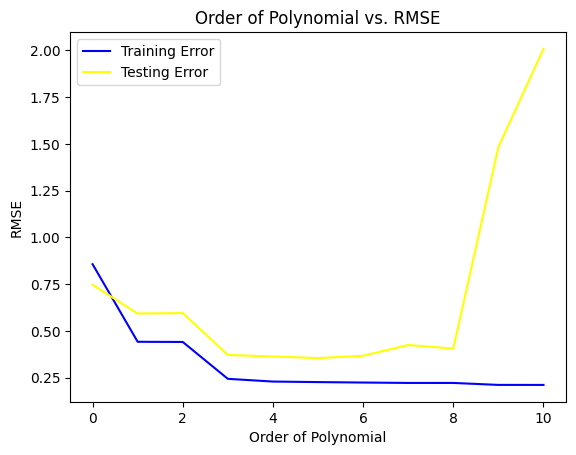 Order of Polynomial vs. RMSE
Training Error
Testing Error
2.00
1.75
1.50
1.25
1.00
0.75
0.50
0.25
RMSE
0 2 4 6 8 10
Order of Polynomial